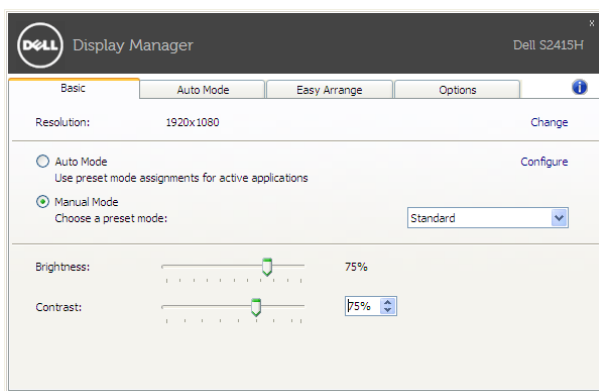 x
DELL Display Manager Dell S2415H
Basic Auto Mode Easy Arrange Options i
Resolution: 1920x1080 Change
Auto Mode Configure
Use preset mode assignments for active applications
Manual Mode
Choose a preset mode: Standard
Brightness: 75%
Contrast: 75%